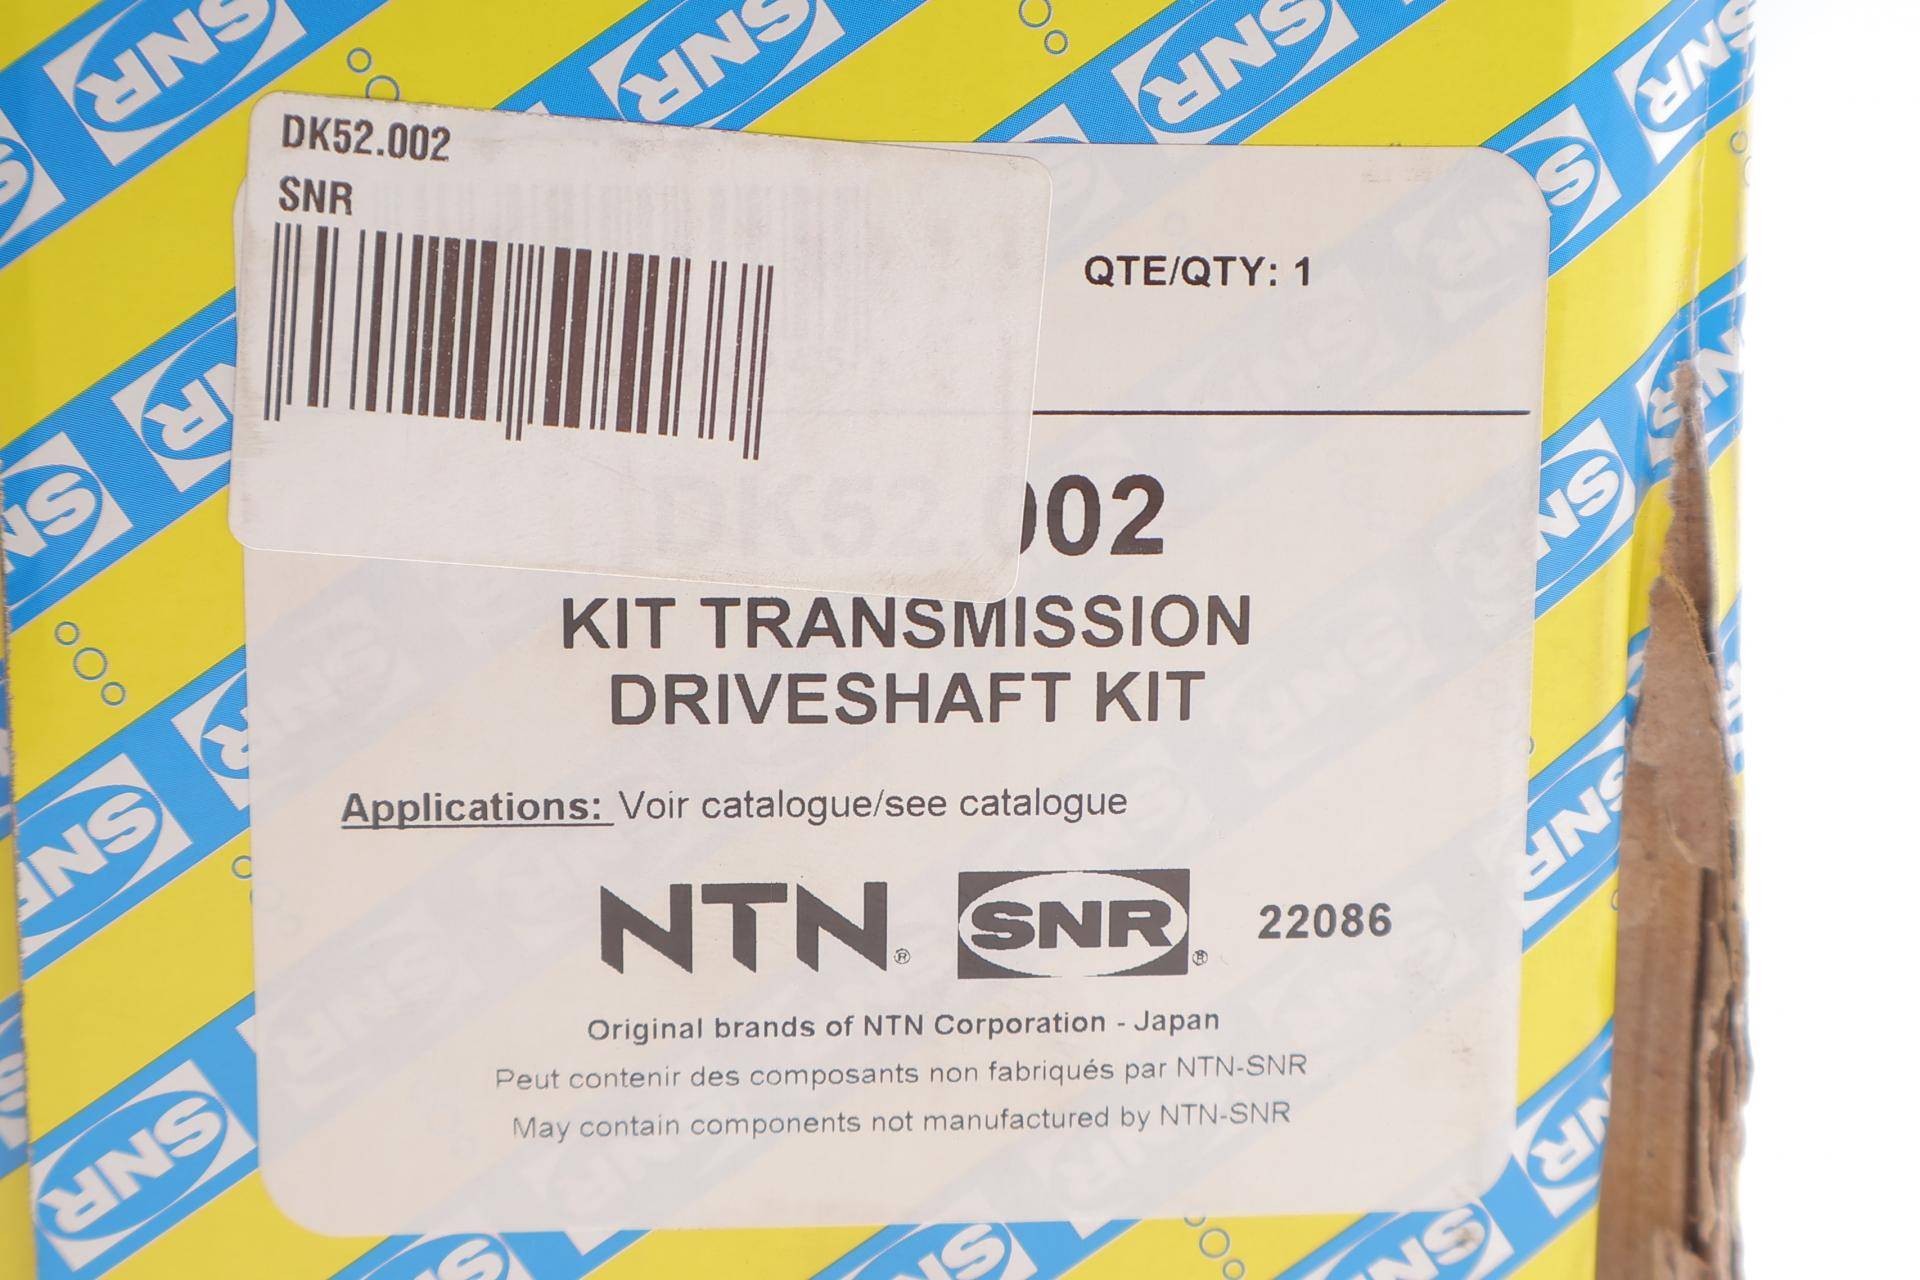 DK52.002
SNR
QTE/QTY: 1
DK52.002
KIT TRANSMISSION
DRIVESHAFT KIT
Applications: Voir catalogue/see catalogue
NTN® SNR® 22086
Original brands of NTN Corporation - Japan
Peut contenir des composants non fabriqués par NTN-SNR
May contain components not manufactured by NTN-SNR